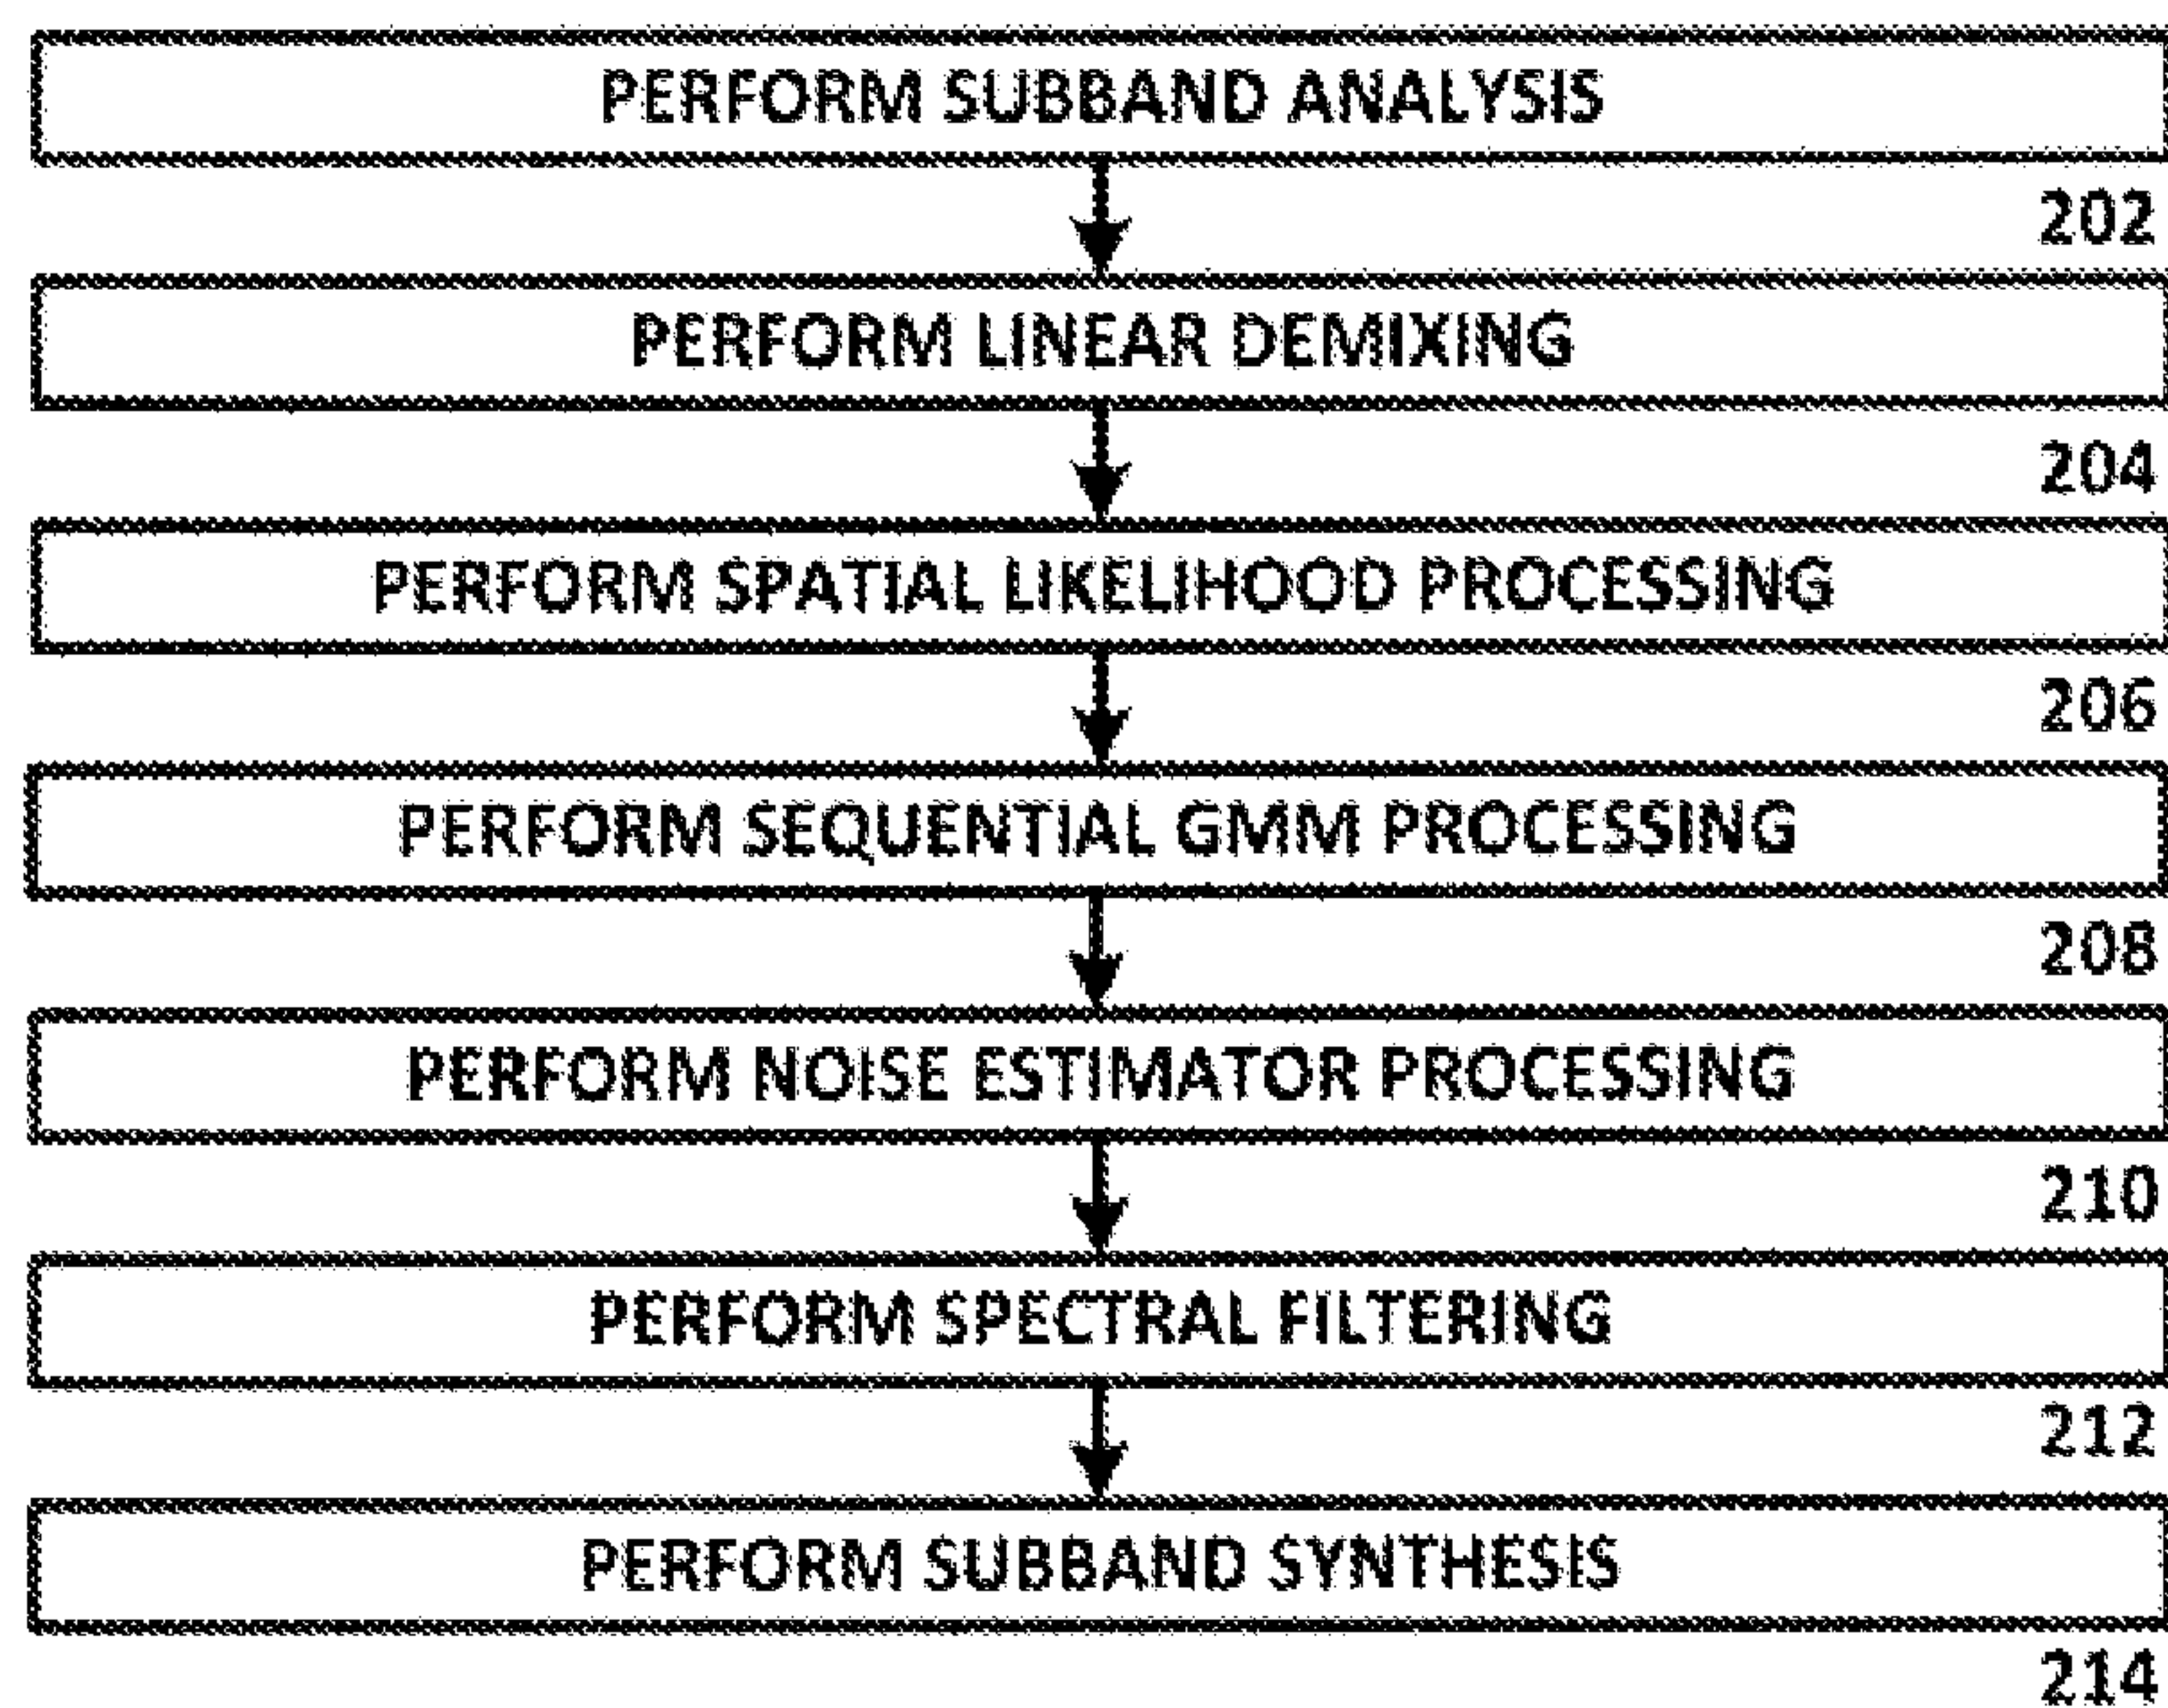 PERFORM SUBBAND ANALYSIS
202
PERFORM LINEAR DEMIXING
204
PERFORM SPATIAL LIKELIHOOD PROCESSING
206
PERFORM SEQUENTIAL GMM PROCESSING
208
PERFORM NOISE ESTIMATOR PROCESSING
210
PERFORM SPECTRAL FILTERING
212
PERFORM SUBBAND SYNTHESIS
214